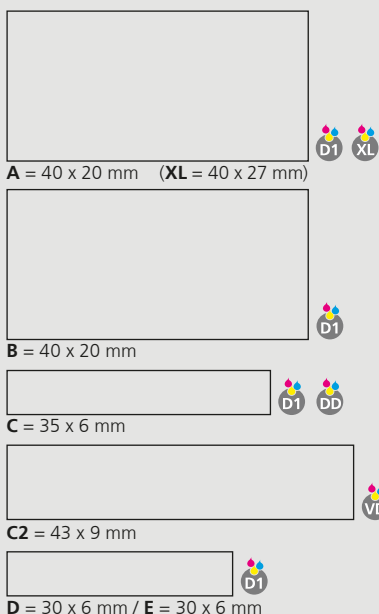 D1 XL
A = 40 x 20 mm (XL = 40 x 27 mm)
D1
B = 40 x 20 mm
D1 DD
C = 35 x 6 mm
C2 = 43 x 9 mm
D1
D = 30 x 6 mm / E = 30 x 6 mm